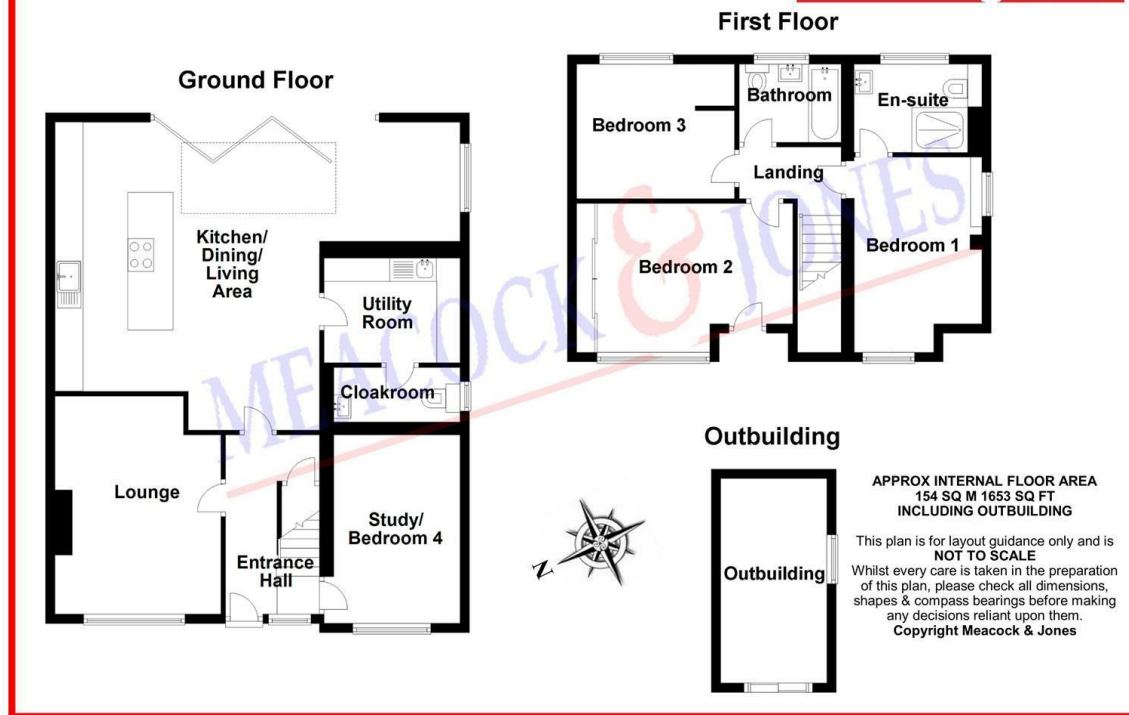 First Floor
Ground Floor
Bathroom
En-suite
Bedroom 3
Landing
Kitchen/
Dining/
Living
Area
Bedroom 1
Bedroom 2
Utility
Room
Cloakroom
MEACOCK & JONES
Outbuilding
Lounge
Study/
Bedroom 4
Entrance
Hall
N
Outbuilding
APPROX INTERNAL FLOOR AREA
154 SQ M 1653 SQ FT
INCLUDING OUTBUILDING
This plan is for layout guidance only and is
NOT TO SCALE
Whilst every care is taken in the preparation
of this plan, please check all dimensions,
shapes & compass bearings before making
any decisions reliant upon them.
Copyright Meacock & Jones